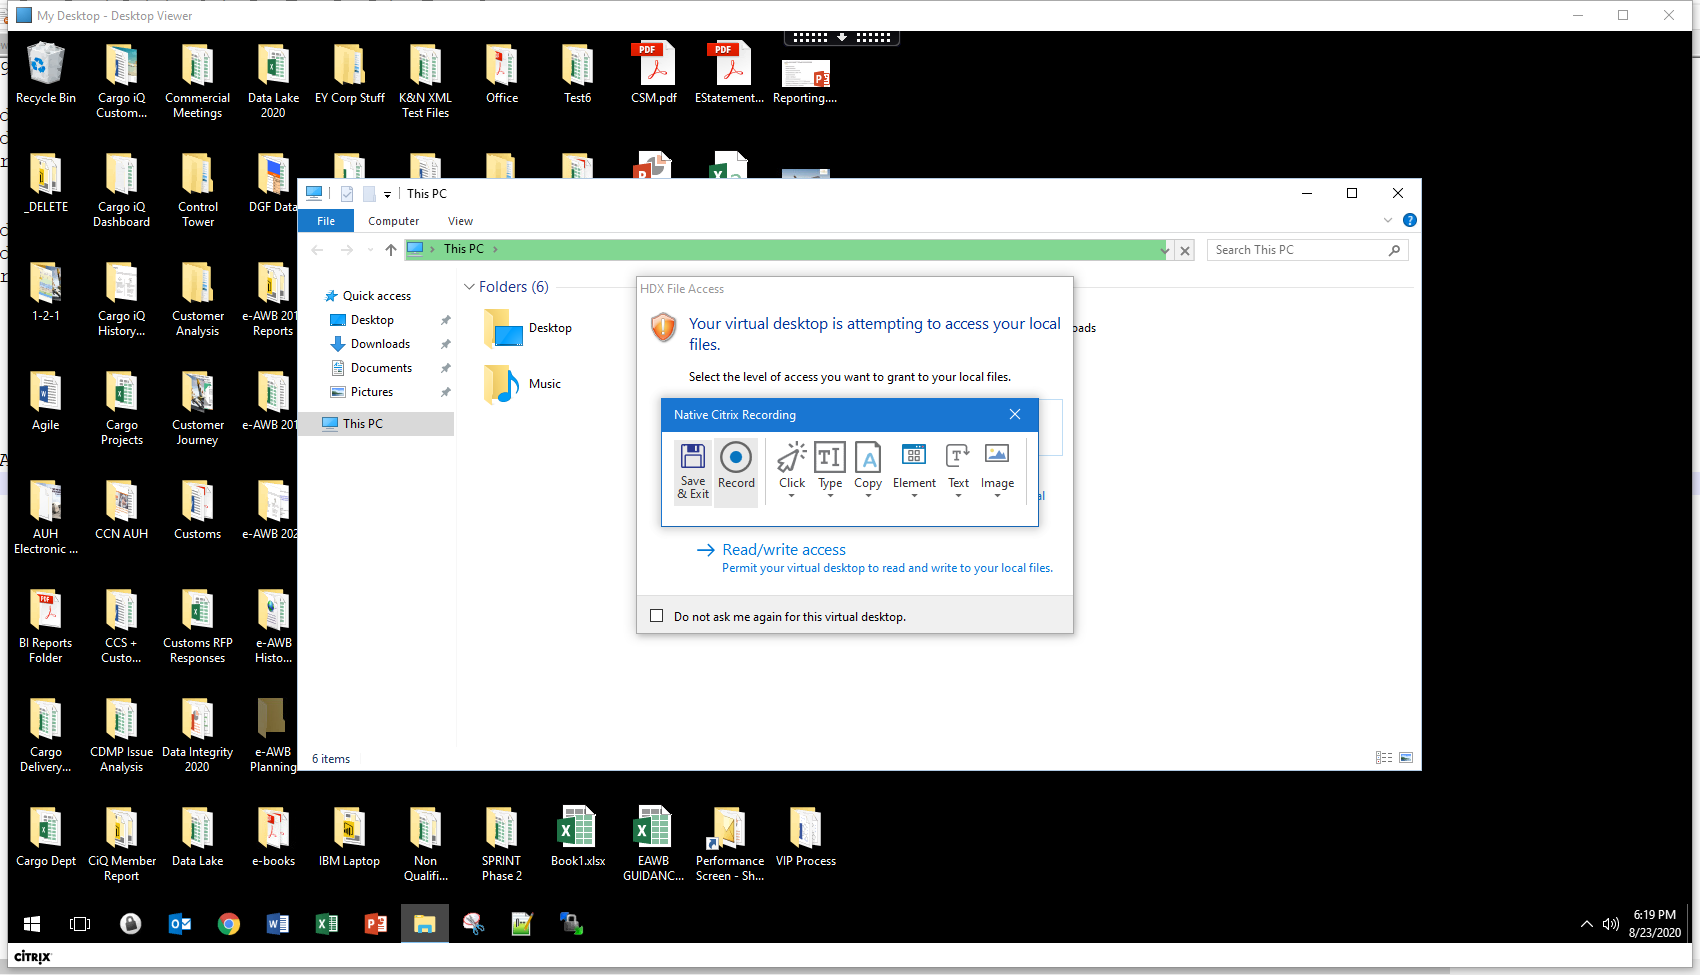 My Desktop - Desktop Viewer
Recycle Bin
Cargo iQ
Custom...
Commercial
Meetings
Data Lake
2020
EY Corp Stuff
K&N XML
Test Files
Office
Test6
PDF
CSM.pdf
PDF
EStatement...
Reporting....
_DELETE
Cargo iQ
Dashboard
Control
Tower
DGF Data
This PC
File
Computer
View
This PC
Search This PC
1-2-1
Cargo iQ
History...
Customer
Analysis
e-AWB 201
Reports
Quick access
Desktop
Downloads
Documents
Pictures
This PC
Folders (6)
Desktop
Music
oads
HDX File Access
Your virtual desktop is attempting to access your local
files.
Select the level of access you want to grant to your local files.
Native Citrix Recording
Save
& Exit
Record
Click
Type
Copy
Element
Text
Image
al
Read/write access
Permit your virtual desktop to read and write to your local files.
Do not ask me again for this virtual desktop.
6 items
Agile
Cargo
Projects
Customer
Journey
e-AWB 201
AUH
Electronic ...
CCN AUH
Customs
e-AWB 202
BI Reports
Folder
CCS +
Custo...
Customs RFP
Responses
e-AWB
Histo...
Cargo
Delivery...
CDMP Issue
Analysis
Data Integrity
2020
e-AWB
Planning
Cargo Dept
CiQ Member
Report
Data Lake
e-books
IBM Laptop
Non
Qualifi...
SPRINT
Phase 2
Book1.xlsx
EAWB
GUIDANC...
Performance
Screen - Sh...
VIP Process
6:19 PM
8/23/2020
CİTRIX